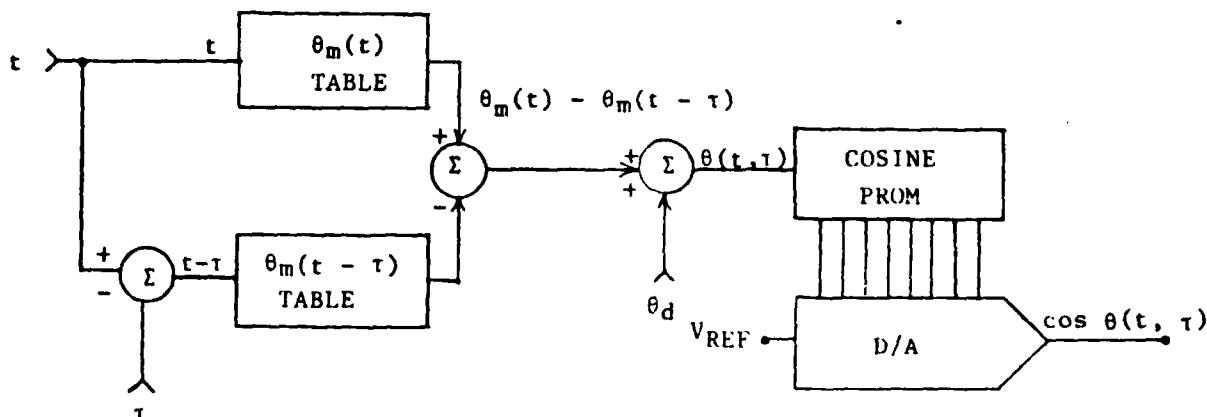 t
t
θm(t)
TABLE
θm(t) - θm(t - τ)
+
Σ
-
+
+
Σ
θ(t,τ)
COSINE
PROM
+
-
Σ
t-τ
θm(t - τ)
TABLE
θd
VREF
D/A
cos θ(t, τ)
τ